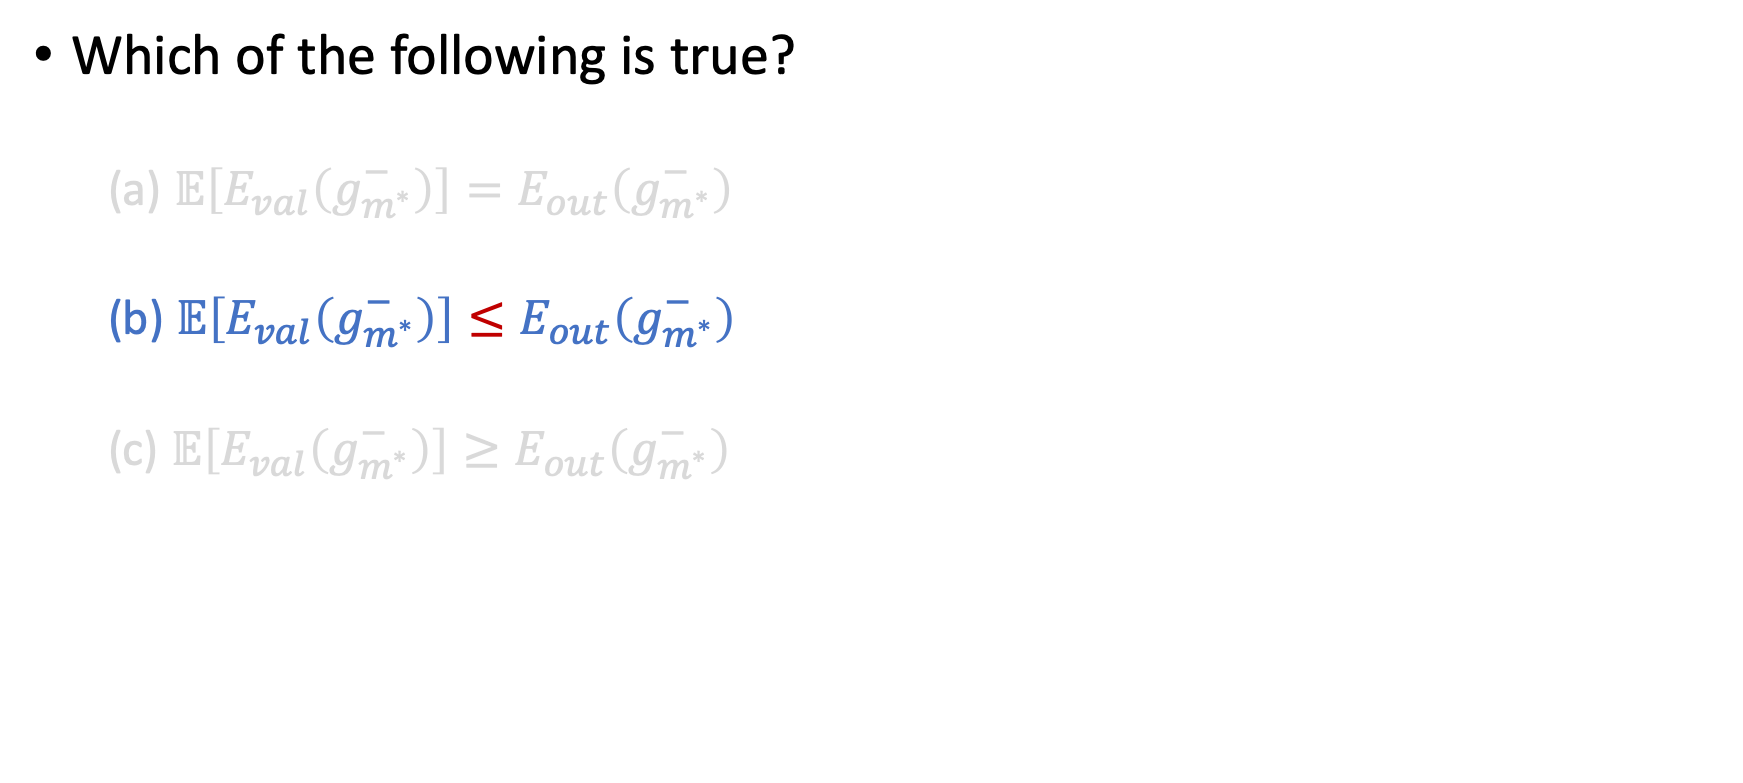 • Which of the following is true?
(a) 𝔼[E_val(g⁻_m*)] = E_out(g⁻_m*)
(b) 𝔼[E_val(g⁻_m*)] ≤ E_out(g⁻_m*)
(c) 𝔼[E_val(g⁻_m*)] ≥ E_out(g⁻_m*)